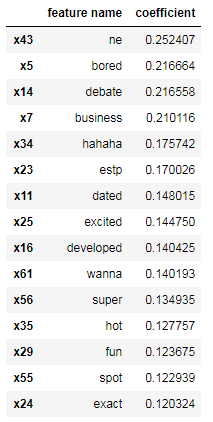 feature name coefficient
x43 ne 0.252407
x5 bored 0.216664
x14 debate 0.216558
x7 business 0.210116
x34 hahaha 0.175742
x23 estp 0.170026
x11 dated 0.148015
x25 excited 0.144750
x16 developed 0.140425
x61 wanna 0.140193
x56 super 0.134935
x35 hot 0.127757
x29 fun 0.123675
x55 spot 0.122939
x24 exact 0.120324